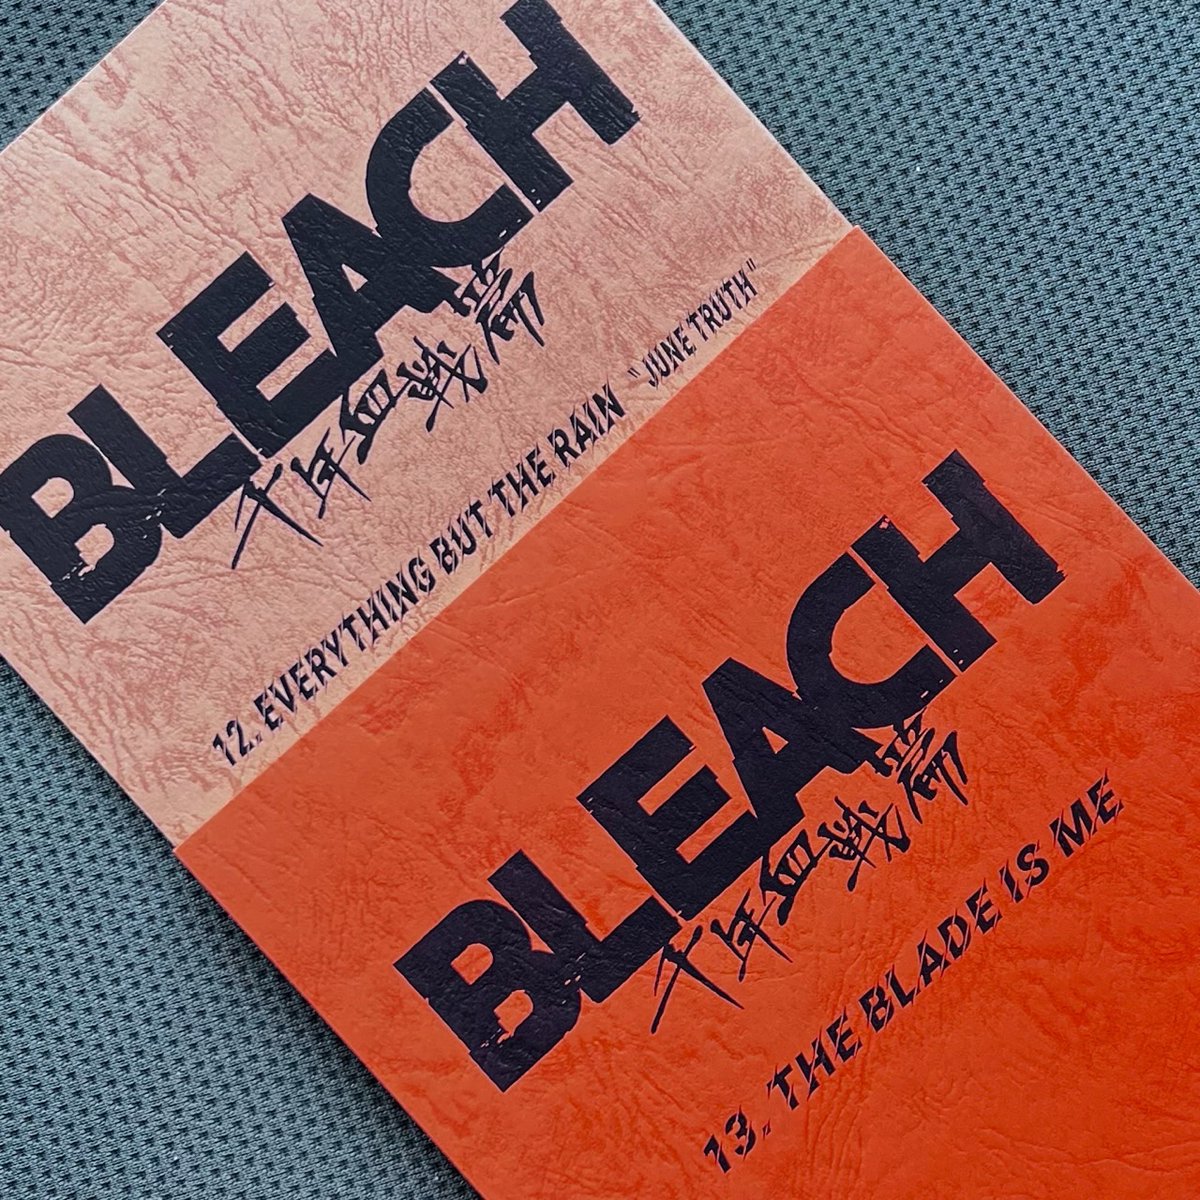 BLEACH
千年血戦篇
12. EVERYTHING BUT THE RAIN "JUNE TRUTH"
BLEACH
千年血戦篇
13. THE BLADE IS ME